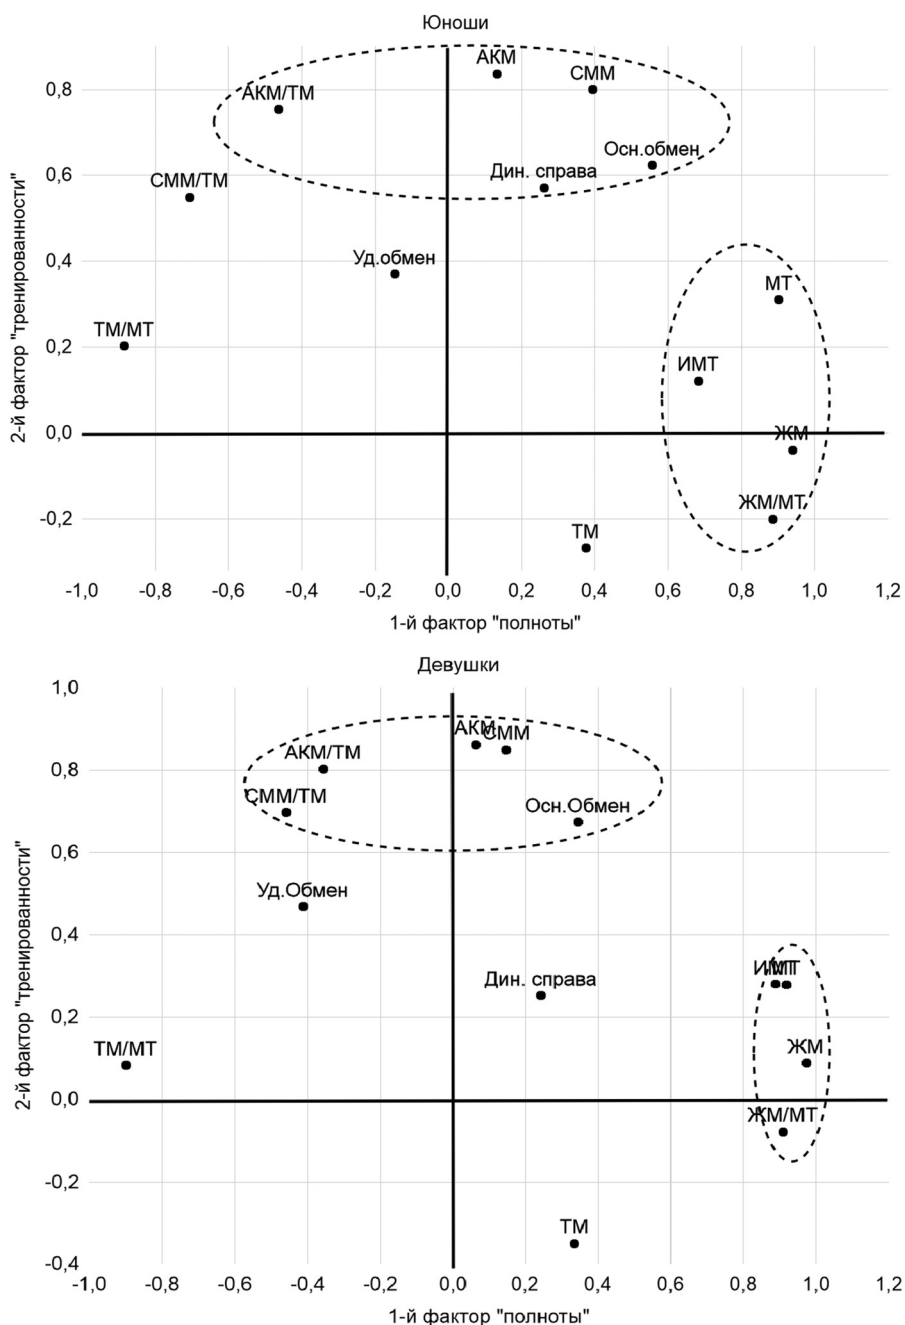 Юноши
АКМ
СММ
0,8
АКМ/ТМ
Осн.обмен
Дин. справа
0,6
СММ/ТМ
Уд.обмен
0,4
МТ
ТМ/МТ
ИМТ
0,2
0,0
ЖМ
ЖМ/МТ
-0,2
ТМ
2-й фактор "тренированности"
-1,0 -0,8 -0,6 -0,4 -0,2 0,0 0,2 0,4 0,6 0,8 1,0 1,2
1-й фактор "полноты"
Девушки
1,0
АКМ СММ
АКМ/ТМ
0,8
СММ/ТМ
Осн.Обмен
0,6
Уд.Обмен
0,4
Дин. справа
ИМТ МТ
0,2
ТМ/МТ
ЖМ
0,0
ЖМ/МТ
-0,2
ТМ
-0,4
2-й фактор "тренированности"
-1,0 -0,8 -0,6 -0,4 -0,2 0,0 0,2 0,4 0,6 0,8 1,0 1,2
1-й фактор "полноты"